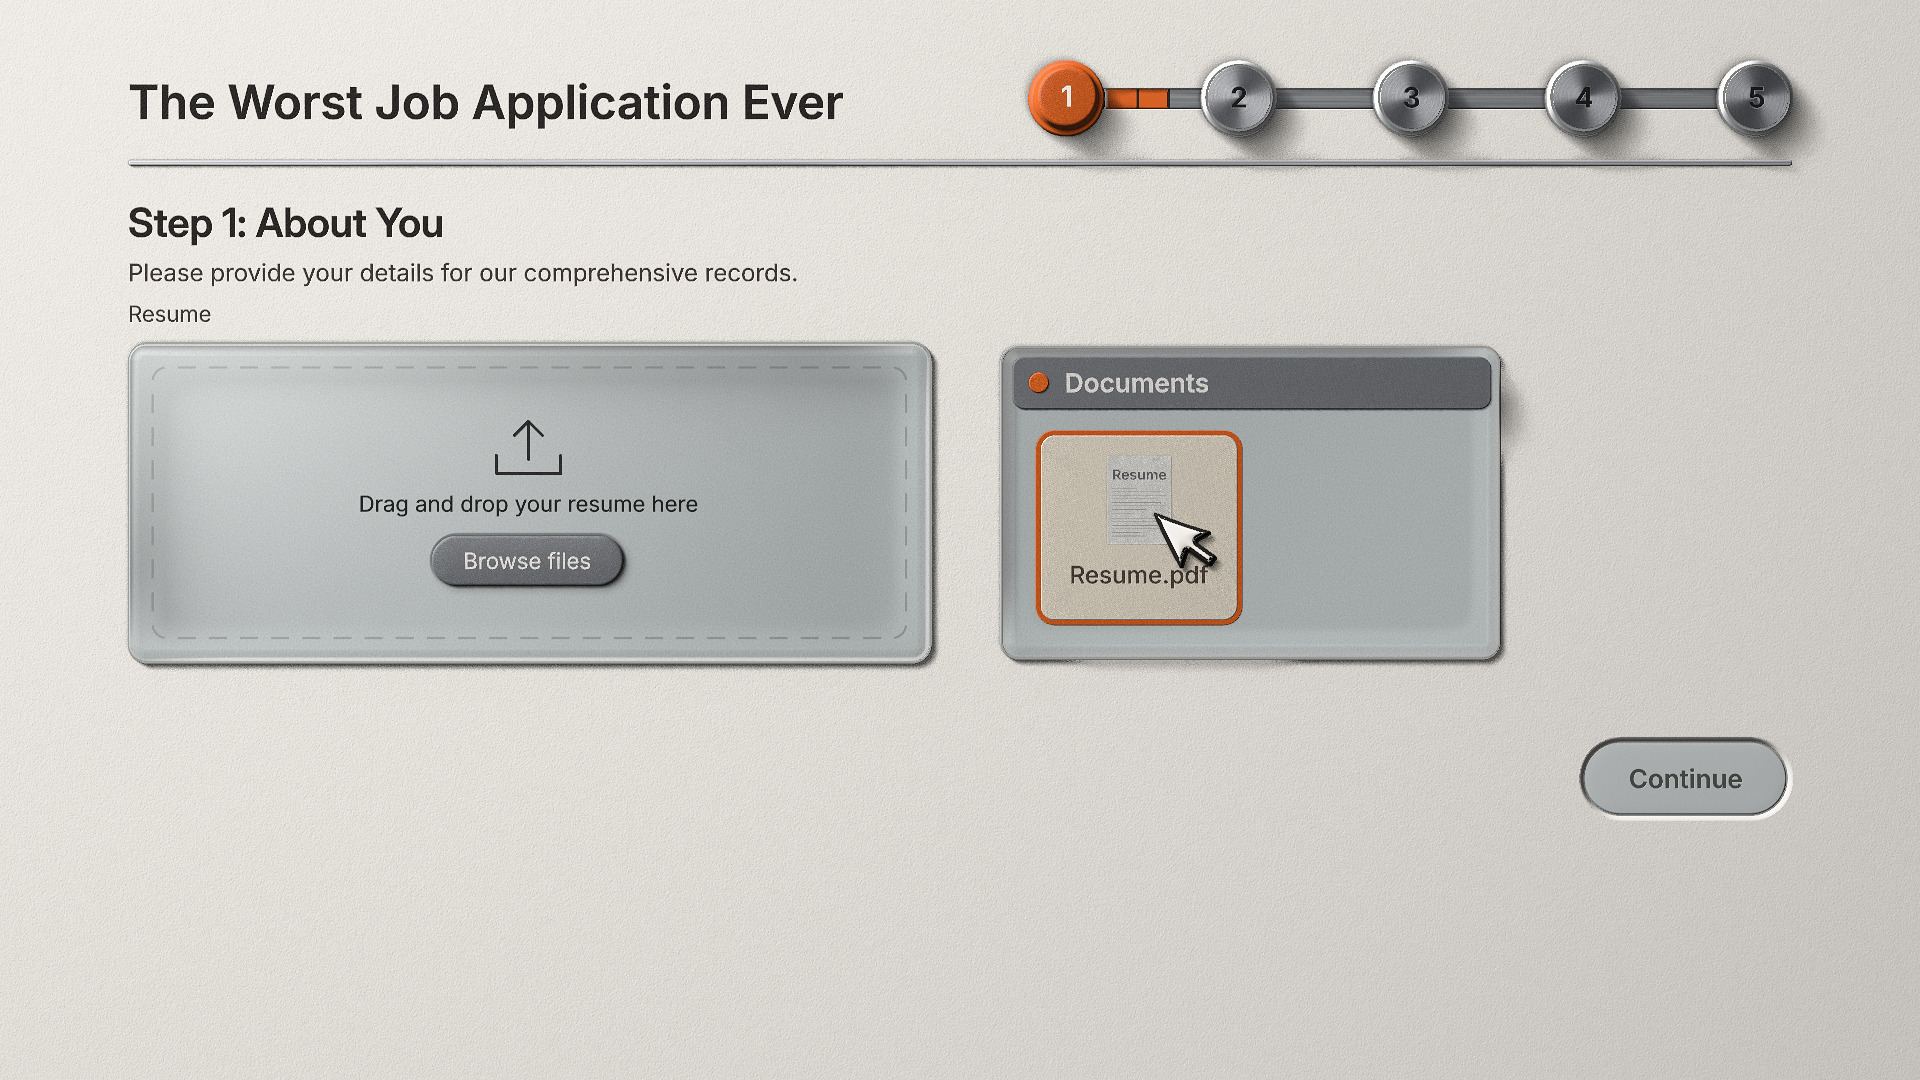 The Worst Job Application Ever
1 2 3 4 5
Step 1: About You
Please provide your details for our comprehensive records.
Resume
Drag and drop your resume here
Browse files
Documents
Resume
Resume.pdf
Continue